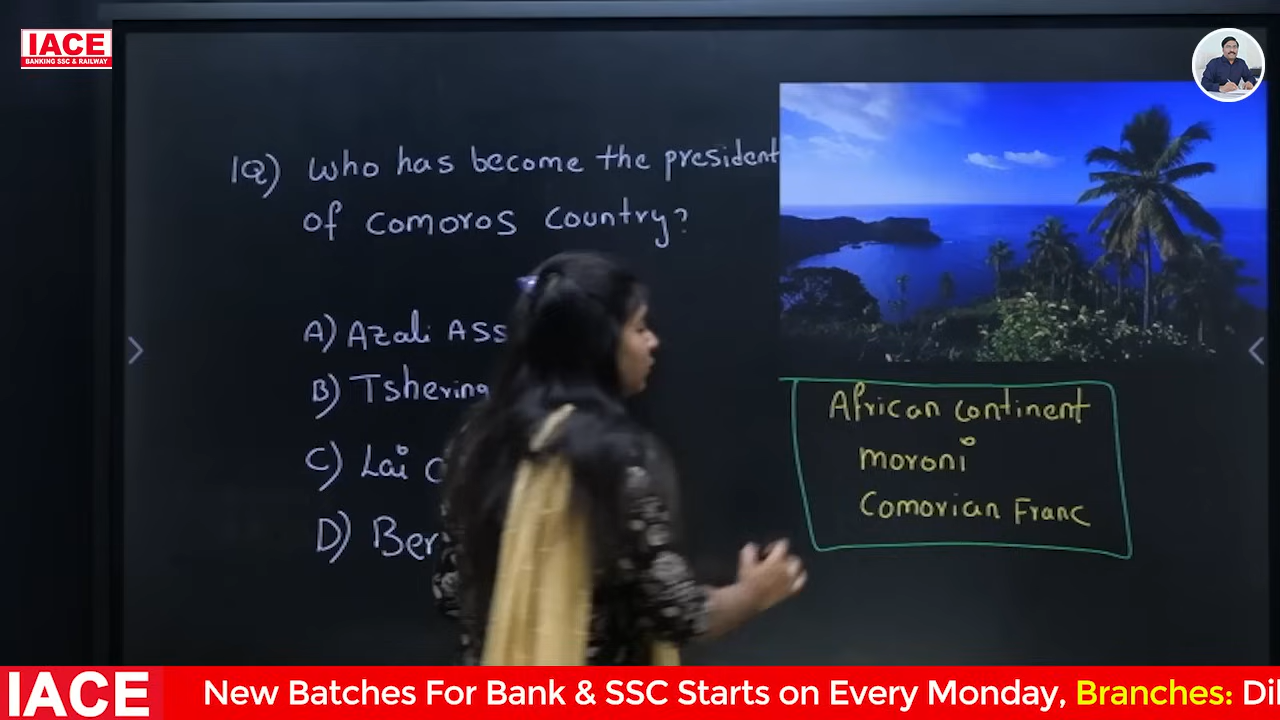 IACE
BANKING SSC & RAILWAY
1Q) who has become the president
of comoros country?
A) Azali Ass
B) Tshering
C) Lai
D) Ber
African continent
moroni
Comorian Franc
IACE
New Batches For Bank & SSC Starts on Every Monday, Branches: Dil